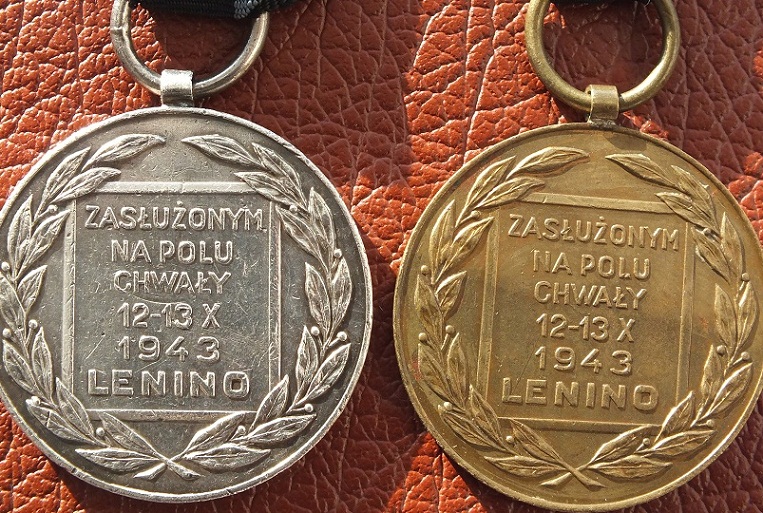 ZASŁUŻONYM
NA POLU
CHWAŁY
12-13 X
1943
LENINO
ZASŁUŻONYM
NA POLU
CHWAŁY
12-13 X
1943
LENINO